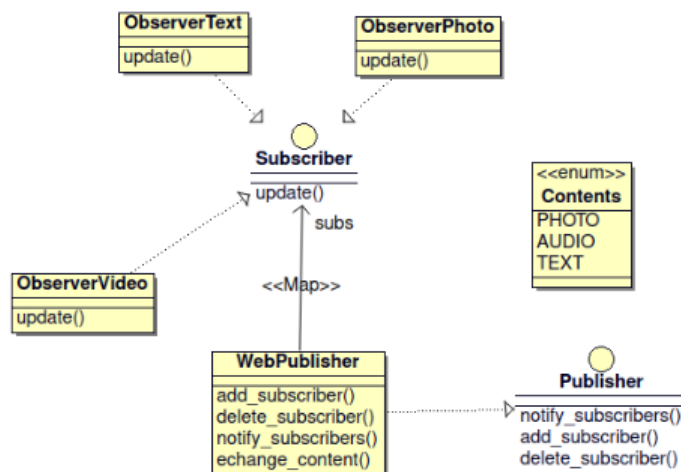 ObserverText
update()
ObserverPhoto
update()
Subscriber
update()
subs
<<enum>>
Contents
PHOTO
AUDIO
TEXT
ObserverVideo
update()
<<Map>>
WebPublisher
add_subscriber()
delete_subscriber()
notify_subscribers()
echange_content()
Publisher
notify_subscribers()
add_subscriber()
delete_subscriber()